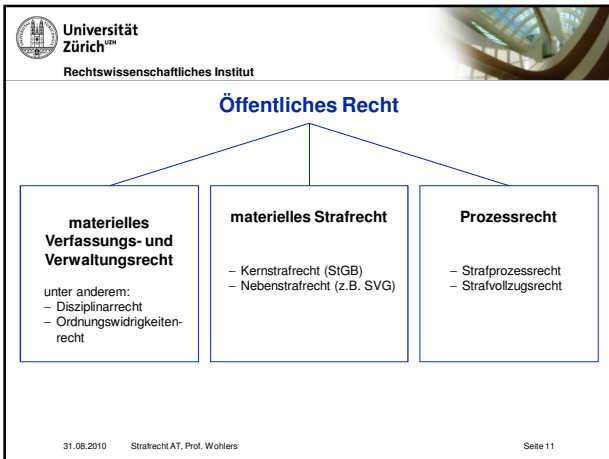 Universität
Zürich UZH
Rechtswissenschaftliches Institut
Öffentliches Recht
materielles
Verfassungs- und
Verwaltungsrecht
unter anderem:
– Disziplinarrecht
– Ordnungswidrigkeiten-
recht
materielles Strafrecht
– Kernstrafrecht (StGB)
– Nebenstrafrecht (z.B. SVG)
Prozessrecht
– Strafprozessrecht
– Strafvollzugsrecht
31.08.2010 Strafrecht AT, Prof. Wohlers Seite 11